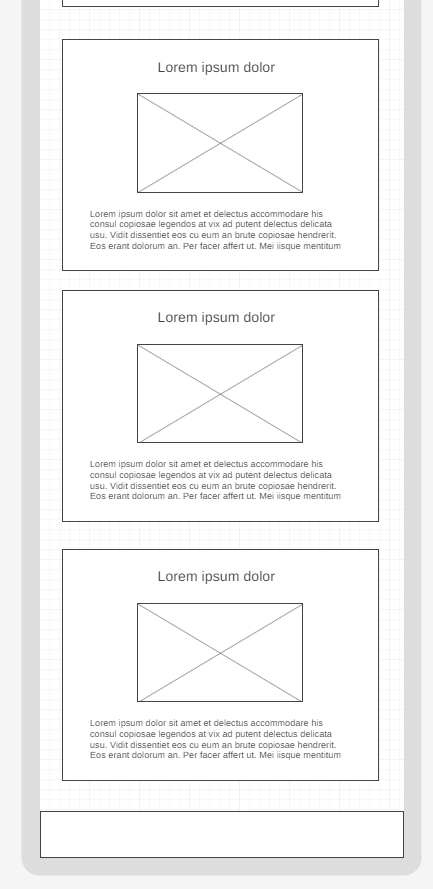 Lorem ipsum dolor
Lorem ipsum dolor sit amet et delectus accommodare his
consul copiosae legendos at vix ad putent delectus delicata
usu. Vidit dissentiet eos cu eum an brute copiosae hendrerit.
Eos erant dolorum an. Per facer affert ut. Mei iisque mentitum
Lorem ipsum dolor
Lorem ipsum dolor sit amet et delectus accommodare his
consul copiosae legendos at vix ad putent delectus delicata
usu. Vidit dissentiet eos cu eum an brute copiosae hendrerit.
Eos erant dolorum an. Per facer affert ut. Mei iisque mentitum
Lorem ipsum dolor
Lorem ipsum dolor sit amet et delectus accommodare his
consul copiosae legendos at vix ad putent delectus delicata
usu. Vidit dissentiet eos cu eum an brute copiosae hendrerit.
Eos erant dolorum an. Per facer affert ut. Mei iisque mentitum